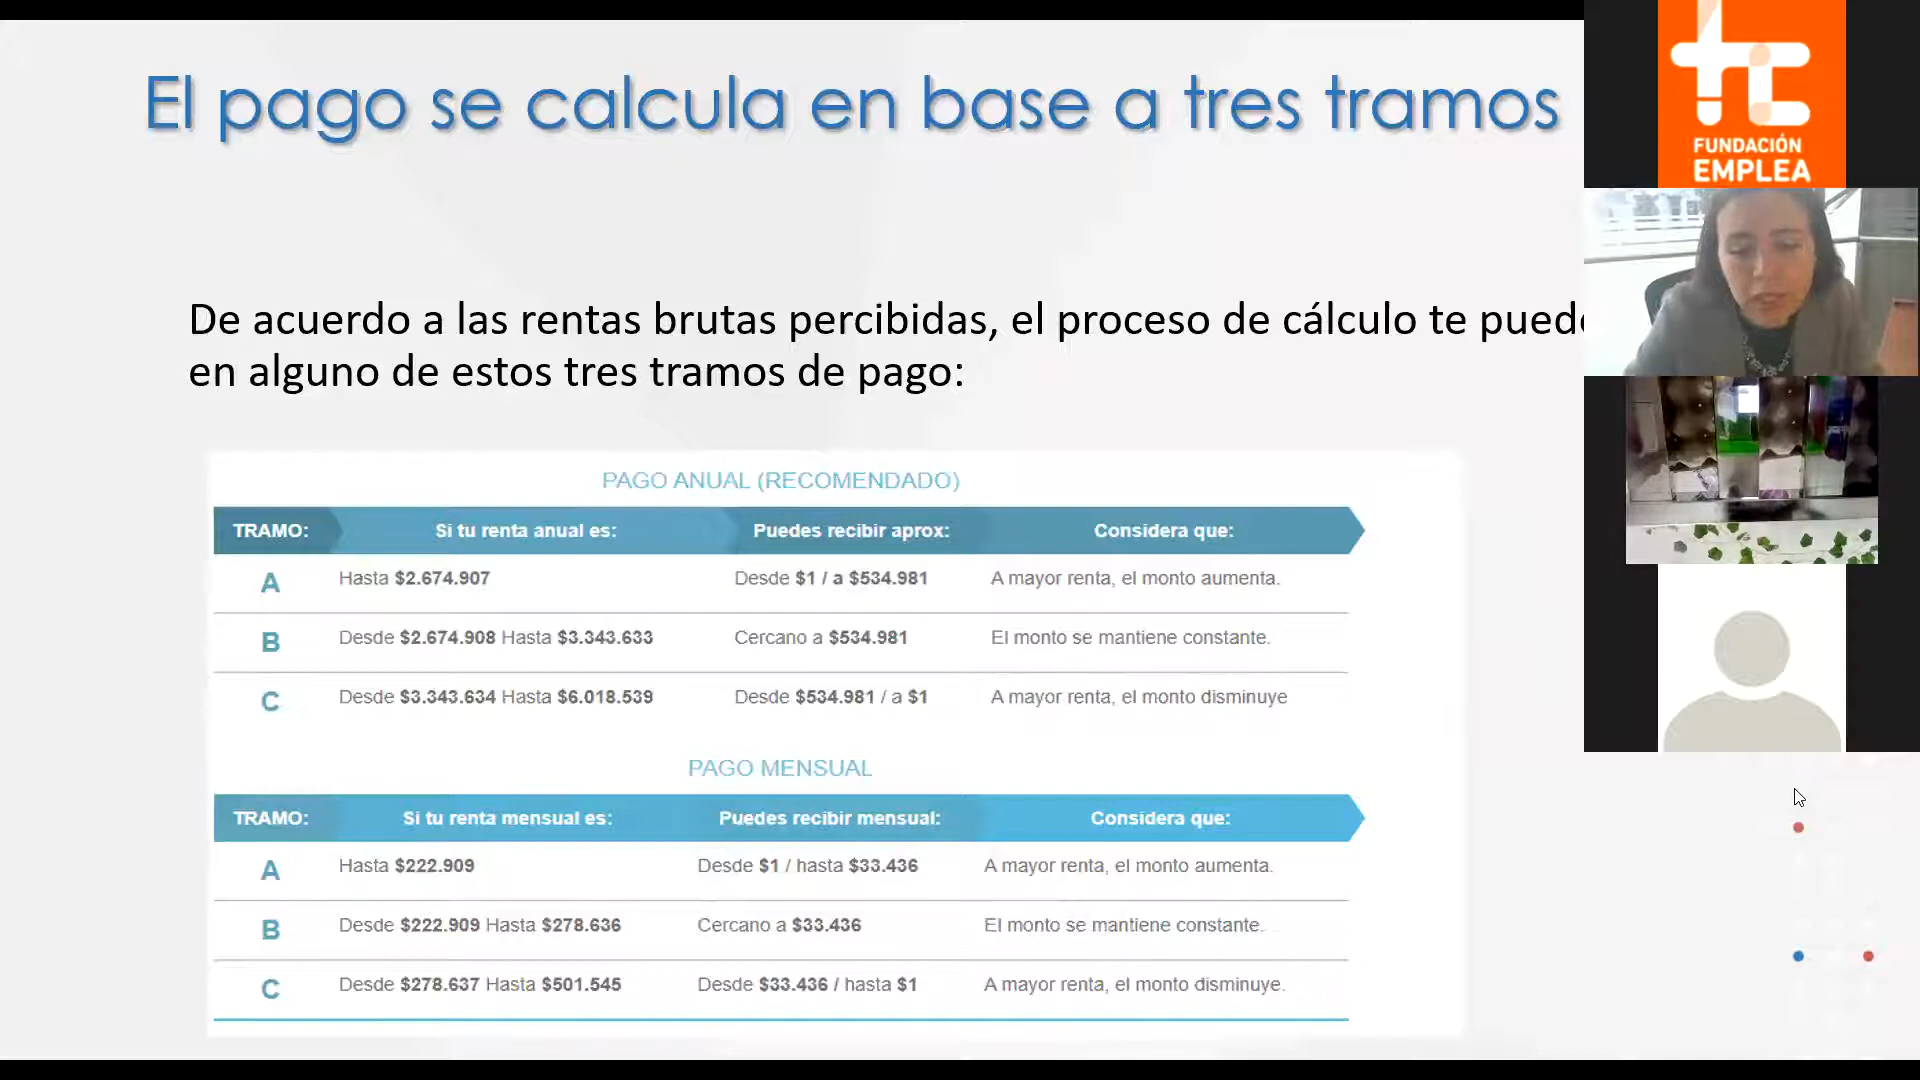 El pago se calcula en base a tres tramos
De acuerdo a las rentas brutas percibidas, el proceso de cálculo te
en alguno de estos tres tramos de pago:
PAGO ANUAL (RECOMENDADO)
TRAMO: Si tu renta anual es: Puedes recibir aprox: Considera que:
A Hasta $2.674.907 Desde $1 / a $534.981 A mayor renta, el monto aumenta.
B Desde $2.674.908 Hasta $3.343.633 Cercano a $534.981 El monto se mantiene constante.
C Desde $3.343.634 Hasta $6.018.539 Desde $534.981 / a $1 A mayor renta, el monto disminuye
PAGO MENSUAL
TRAMO: Si tu renta mensual es: Puedes recibir mensual: Considera que:
A Hasta $222.909 Desde $1 / hasta $33.436 A mayor renta, el monto aumenta.
B Desde $222.909 Hasta $278.636 Cercano a $33.436 El monto se mantiene constante.
C Desde $278.637 Hasta $501.545 Desde $33.436 / hasta $1 A mayor renta, el monto disminuye.
FUNDACIÓN
EMPLEA